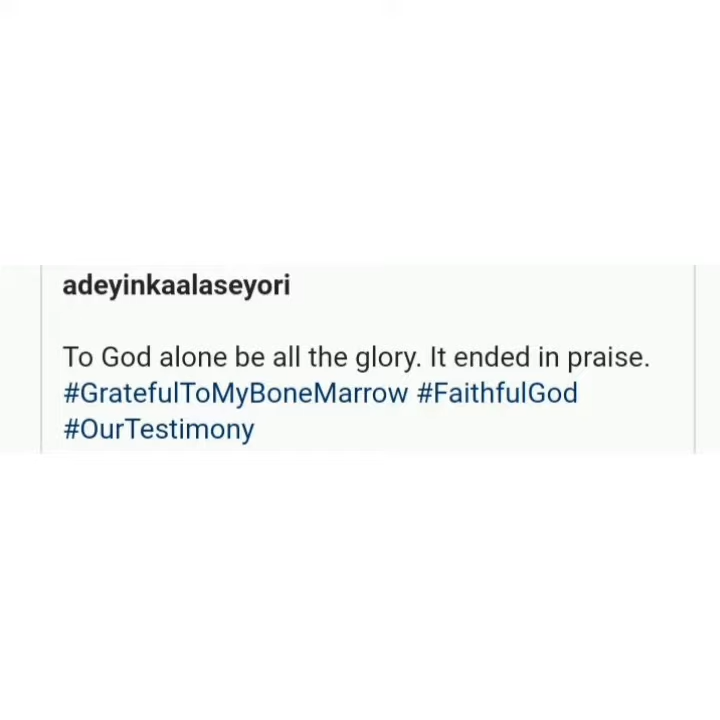 adeyinkaalaseyori
To God alone be all the glory. It ended in praise.
#GratefulToMyBoneMarrow #FaithfulGod
#OurTestimony